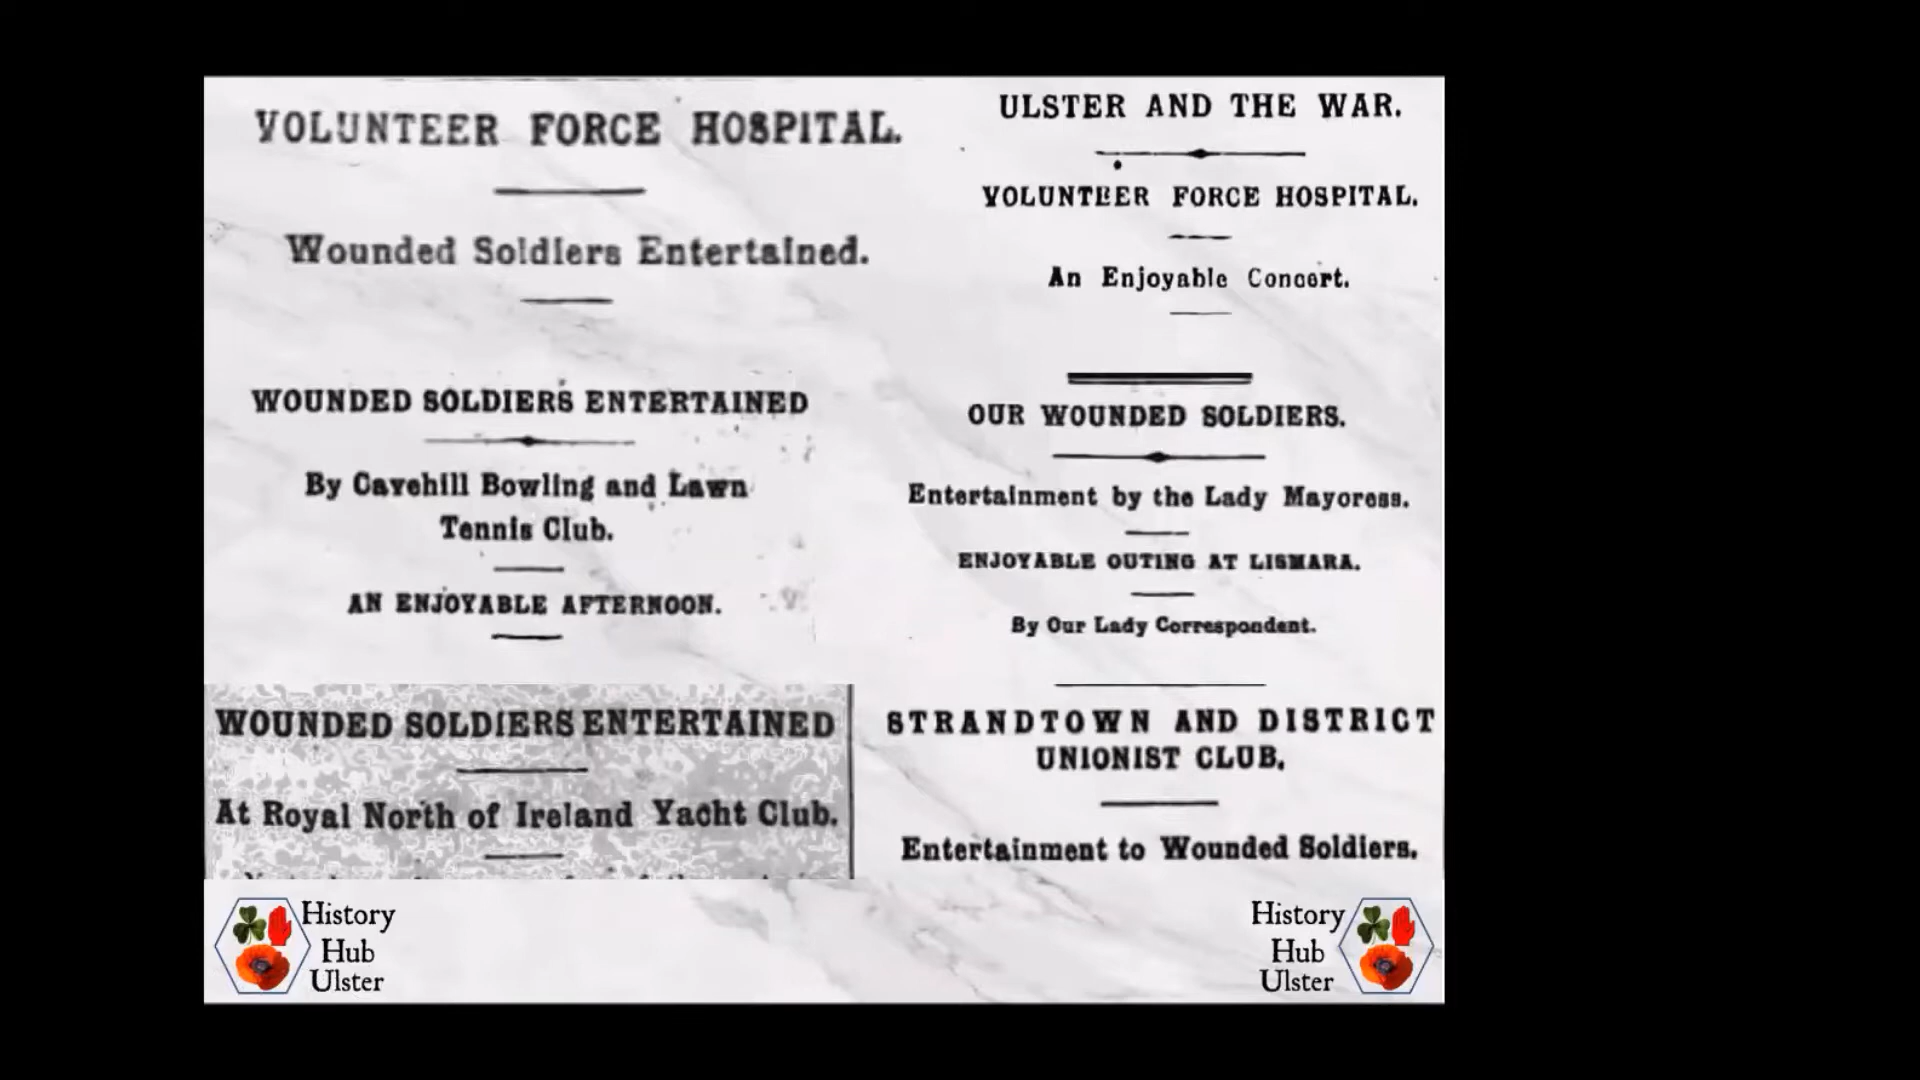 VOLUNTEER FORCE HOSPITAL.
Wounded Soldiers Entertained.
WOUNDED SOLDIERS ENTERTAINED
By Cavehill Bowling and Lawn
Tennis Club.
AN ENJOYABLE AFTERNOON.
WOUNDED SOLDIERS ENTERTAINED
At Royal North of Ireland Yacht Club.
ULSTER AND THE WAR.
VOLUNTEER FORCE HOSPITAL.
An Enjoyable Concert.
OUR WOUNDED SOLDIERS.
Entertainment by the Lady Mayoress.
ENJOYABLE OUTING AT LISMARA.
By Our Lady Correspondent.
STRANDTOWN AND DISTRICT
UNIONIST CLUB.
Entertainment to Wounded Soldiers.
History
Hub
Ulster
History
Hub
Ulster